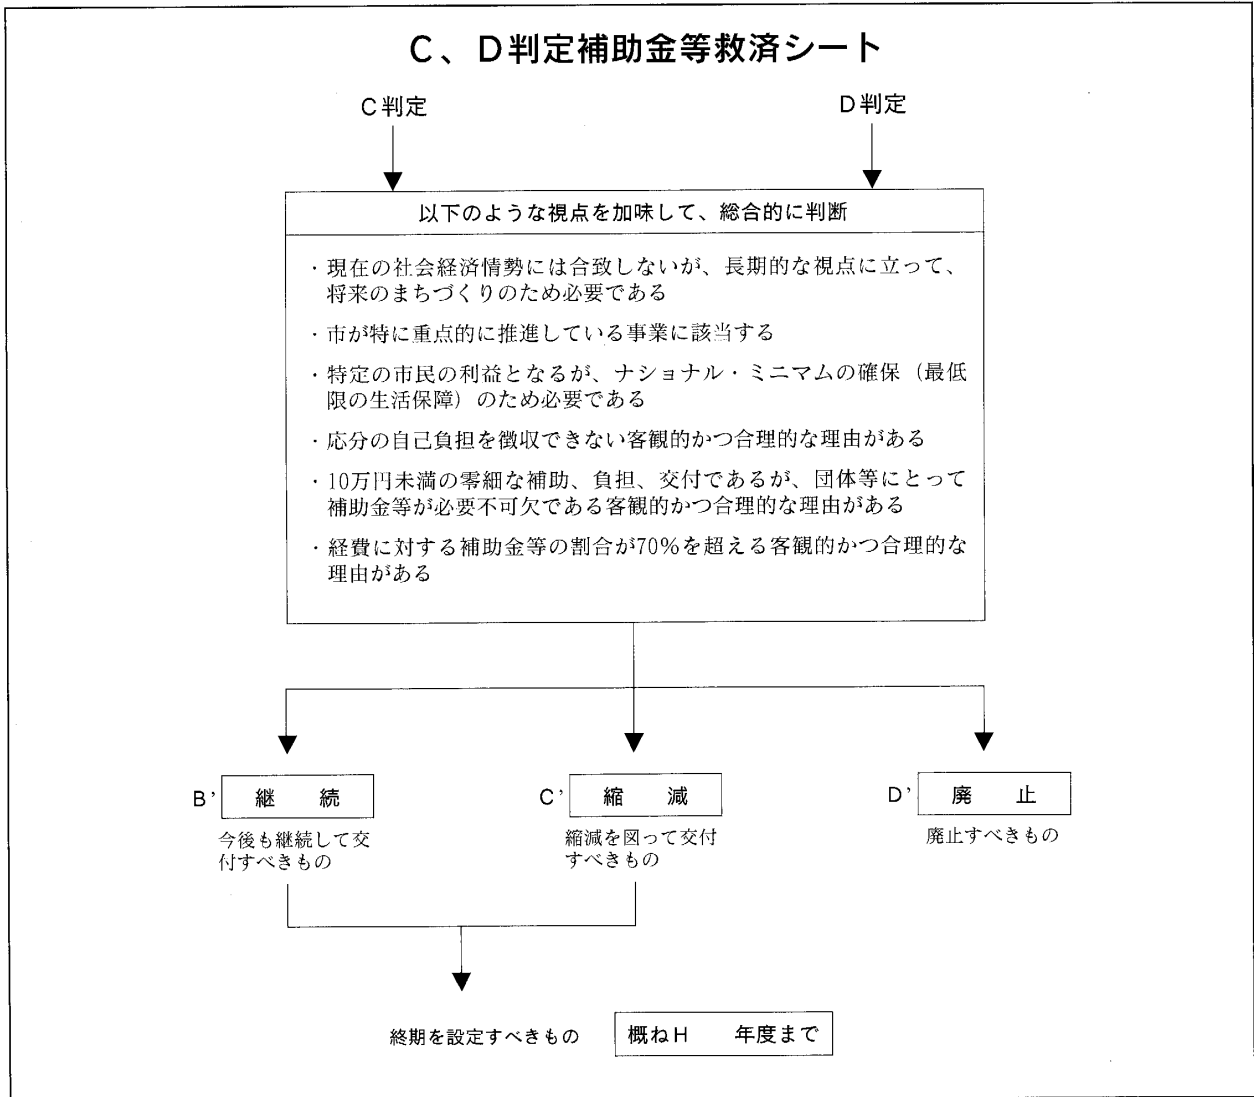 C、D判定補助金等救済シート
C判定
D判定
以下のような視点を加味して、総合的に判断
・現在の社会経済情勢には合致しないが、長期的な視点に立って、
将来のまちづくりのため必要である
・市が特に重点的に推進している事業に該当する
・特定の市民の利益となるが、ナショナル・ミニマムの確保（最低
限の生活保障）のため必要である
・応分の自己負担を徴収できない客観的かつ合理的な理由がある
・10万円未満の零細な補助、負担、交付であるが、団体等にとって
補助金等が必要不可欠である客観的かつ合理的な理由がある
・経費に対する補助金等の割合が70％を超える客観的かつ合理的な
理由がある
B' 継　続
今後も継続して交
付すべきもの
C' 縮　減
縮減を図って交付
すべきもの
D' 廃　止
廃止すべきもの
終期を設定すべきもの
概ねH　　年度まで